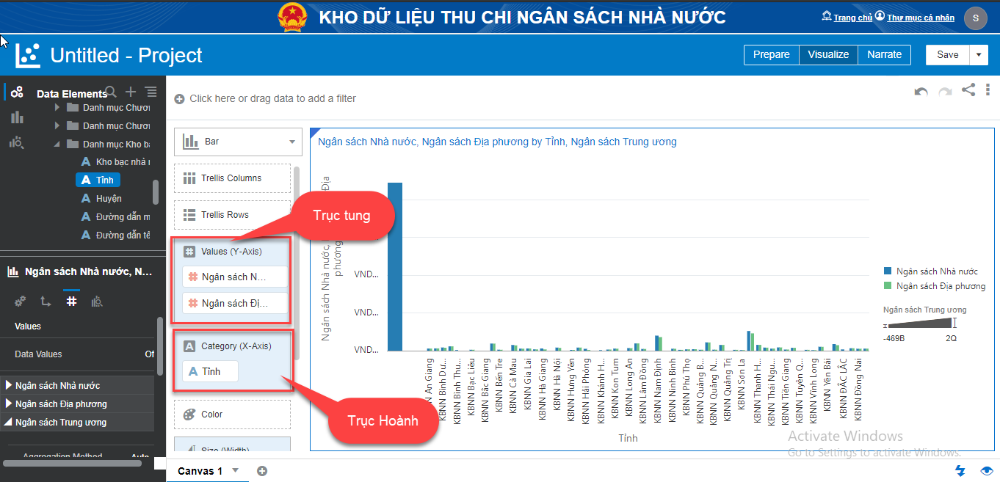 KHO DỮ LIỆU THU CHI NGÂN SÁCH NHÀ NƯỚC
Trang chủ
Thư mục cá nhân
S
Untitled - Project
Prepare
Visualize
Narrate
Save
Data Elements
Danh mục Chươ
Danh mục Chươ
Danh mục Kho bạ
Kho bạc nhà
Tỉnh
Huyện
Đường dẫn m
Đường dẫn tê
Click here or drag data to add a filter
Bar
Trellis Columns
Trellis Rows
Values (Y-Axis)
Ngân sách N...
Ngân sách Đị...
Category (X-Axis)
Tỉnh
Color
Size (Width)
Trục tung
Trục Hoành
Ngân sách Nhà nước, Ngân sách Địa phương by Tỉnh, Ngân sách Trung ương
Ngân sách Nhà nước,
Địa
phương
VND...
VND...
VND...
KBNN An Giang
KBNN Bình Dư...
KBNN Bình Thu...
KBNN Bạc Liêu
KBNN Bắc Giang
KBNN Bến Tre
KBNN Cà Mau
KBNN Gia Lai
KBNN Hà Giang
KBNN Hà Nội
KBNN Hưng Yên
KBNN Hải Phòng
KBNN Khánh H...
KBNN Kon Tum
KBNN Long An
KBNN Lâm Đồng
KBNN Nam Định
KBNN Ninh Bình
KBNN Phú Thọ
KBNN Quảng B...
KBNN Quảng N...
KBNN Quảng Trị
KBNN Sơn La
KBNN Thanh H...
KBNN Thái Ngu...
KBNN Tiền Giang
KBNN Tuyên Q...
KBNN Vĩnh Long
KBNN Yên Bái
KBNN ĐẮC LẮC
KBNN Đồng Nai
Tỉnh
Ngân sách Nhà nước
Ngân sách Địa phương
Ngân sách Trung ương
-469B
2Q
Ngân sách Nhà nước, N...
Values
Data Values
Of
Ngân sách Nhà nước
Ngân sách Địa phương
Ngân sách Trung ương
Aggregation Method
Auto
Canvas 1
Activate Windows
Go to Settings to activate Windows.